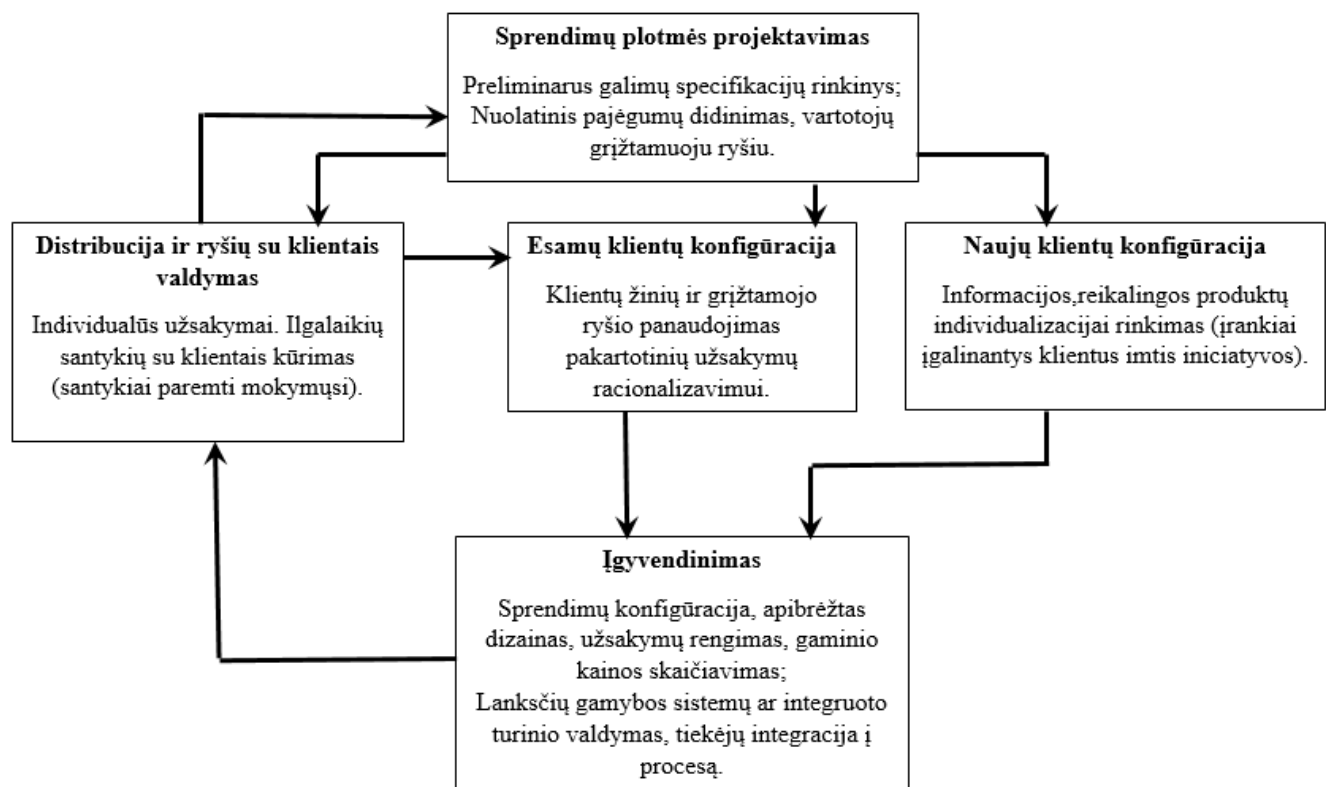 Sprendimų plotmės projektavimas
Preliminarus galimų specifikacijų rinkinys;
Nuolatinis pajėgumų didinimas, vartotojų
grįžtamuoju ryšiu.
Distribucija ir ryšių su klientais
valdymas
Individualūs užsakymai. Ilgalaikių
santykių su klientais kūrimas
(santykiai paremti mokymųsi).
Esamų klientų konfigūracija
Klientų žinių ir grįžtamojo
ryšio panaudojimas
pakartotinių užsakymų
racionalizavimui.
Naujų klientų konfigūracija
Informacijos,reikalingos produktų
individualizacijai rinkimas (įrankiai
įgalinantys klientus imtis iniciatyvos).
Įgyvendinimas
Sprendimų konfigūracija, apibrėžtas
dizainas, užsakymų rengimas, gaminio
kainos skaičiavimas;
Lanksčių gamybos sistemų ar integruoto
turinio valdymas, tiekėjų integracija į
procesą.